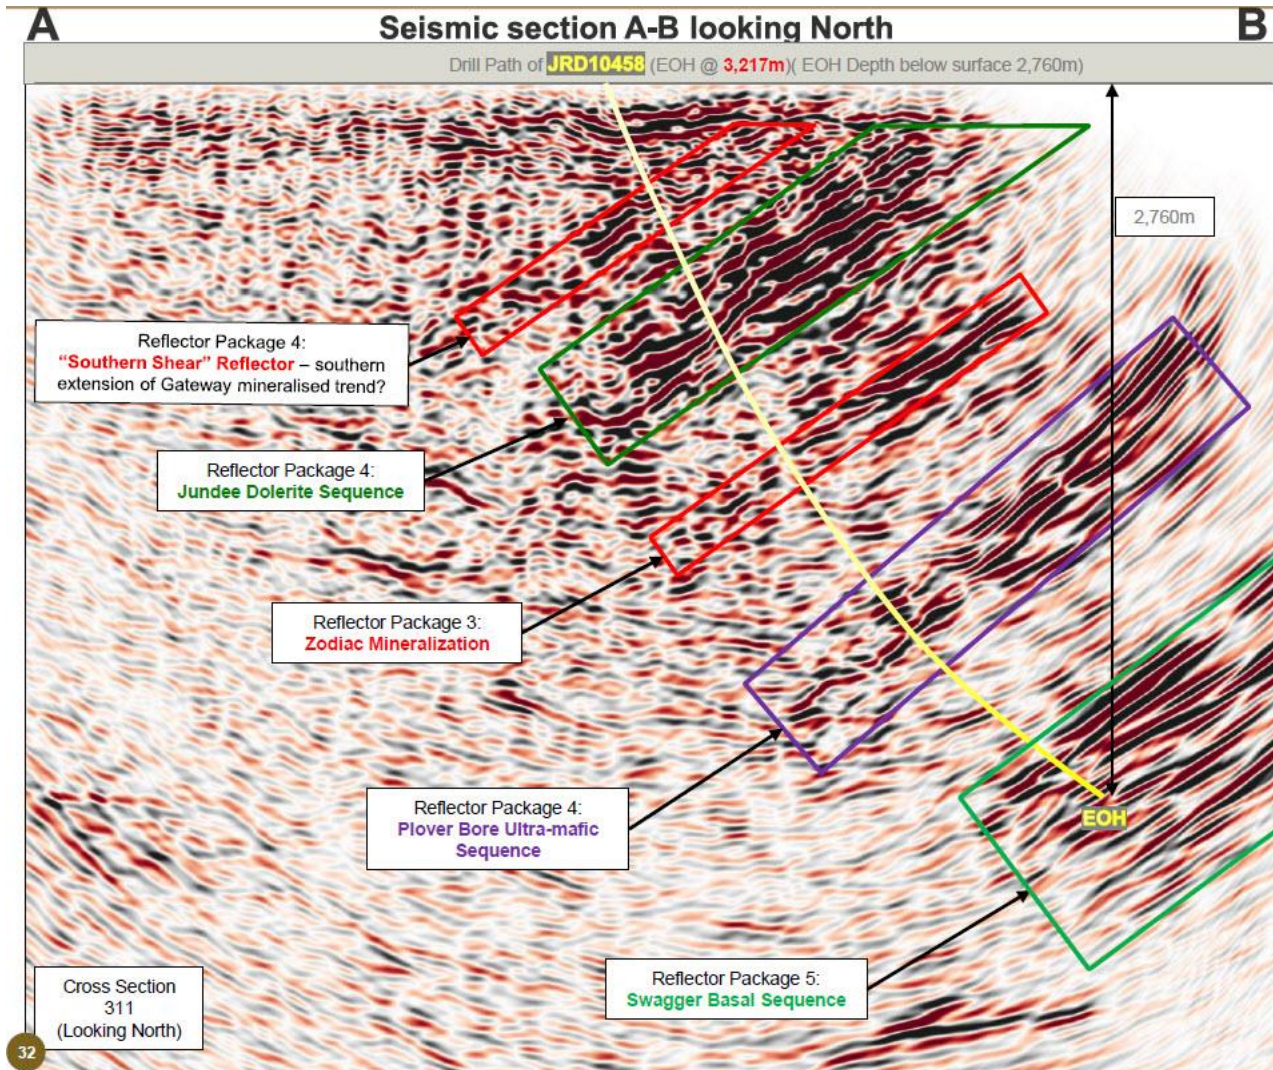 A
Seismic section A-B looking North
B
Drill Path of JRD10458 (EOH @ 3,217m)( EOH Depth below surface 2,760m)
2,760m
Reflector Package 4:
“Southern Shear” Reflector – southern
extension of Gateway mineralised trend?
Reflector Package 4:
Jundee Dolerite Sequence
Reflector Package 3:
Zodiac Mineralization
Reflector Package 4:
Plover Bore Ultra-mafic
Sequence
EOH
Reflector Package 5:
Swagger Basal Sequence
Cross Section
311
(Looking North)
32